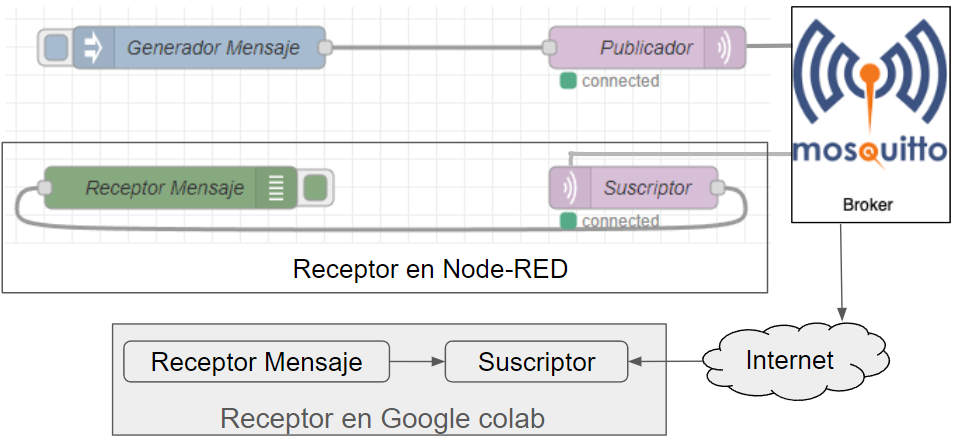 Generador Mensaje
Publicador
connected
mosquitto
Receptor Mensaje
Suscriptor
connected
Broker
Receptor en Node-RED
Receptor Mensaje
Suscriptor
Internet
Receptor en Google colab